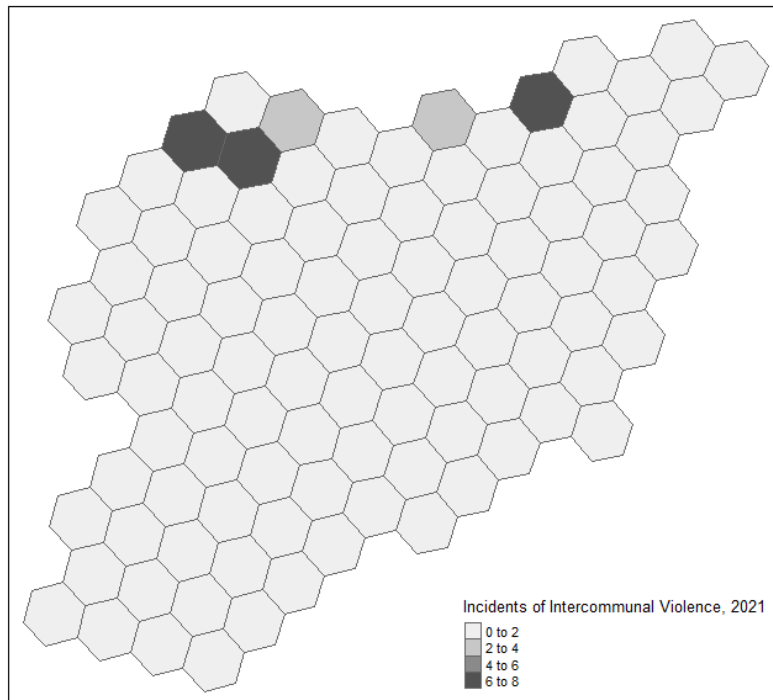 Incidents of Intercommunal Violence, 2021
0 to 2
2 to 4
4 to 6
6 to 8